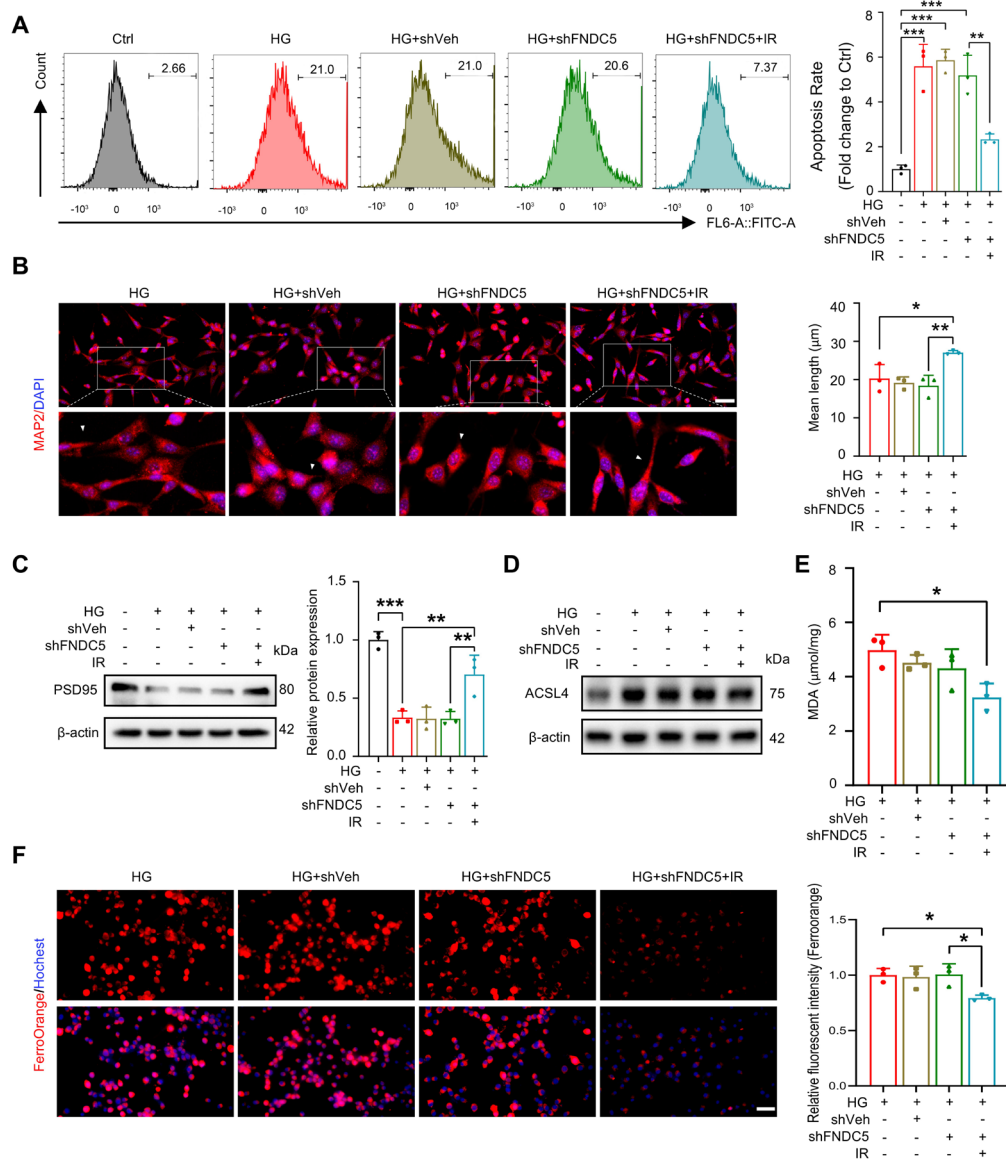 A
Ctrl
HG
HG+shVeh
HG+shFNDC5
HG+shFNDC5+IR
Count
2.66
21.0
21.0
20.6
7.37
-10³ 0 10³
-10³ 0 10³
-10³ 0 10³
-10³ 0 10³
-10³ 0 10³
FL6-A::FITC-A
Apoptosis Rate
(Fold change to Ctrl)
8
6
4
2
0
***
***
***
**
HG - + + + +
shVeh - - + - -
shFNDC5 - - - + +
IR - - - - +
B
HG
HG+shVeh
HG+shFNDC5
HG+shFNDC5+IR
MAP2/DAPI
Mean length (μm)
40
30
20
10
0
*
**
HG + + + +
shVeh - + - -
shFNDC5 - - + +
IR - - - +
C
HG - + + + +
shVeh - - + - -
shFNDC5 - - - + +
IR - - - - +
kDa
PSD95 80
β-actin 42
Relative protein expression
1.5
1.0
0.5
0.0
***
**
**
HG - + + + +
shVeh - - + - -
shFNDC5 - - - + +
IR - - - - +
D
HG - + + + +
shVeh - - + - -
shFNDC5 - - - + +
IR - - - - +
kDa
ACSL4 75
β-actin 42
E
MDA (μmol/mg)
8
6
4
2
0
*
HG + + + +
shVeh - + - -
shFNDC5 - - + +
IR - - - +
F
HG
HG+shVeh
HG+shFNDC5
HG+shFNDC5+IR
FerroOrange/Hochest
Relative fluorescent intensity (Ferroorange)
1.5
1.0
0.5
0.0
*
*
HG + + + +
shVeh - + - -
shFNDC5 - - + +
IR - - - +